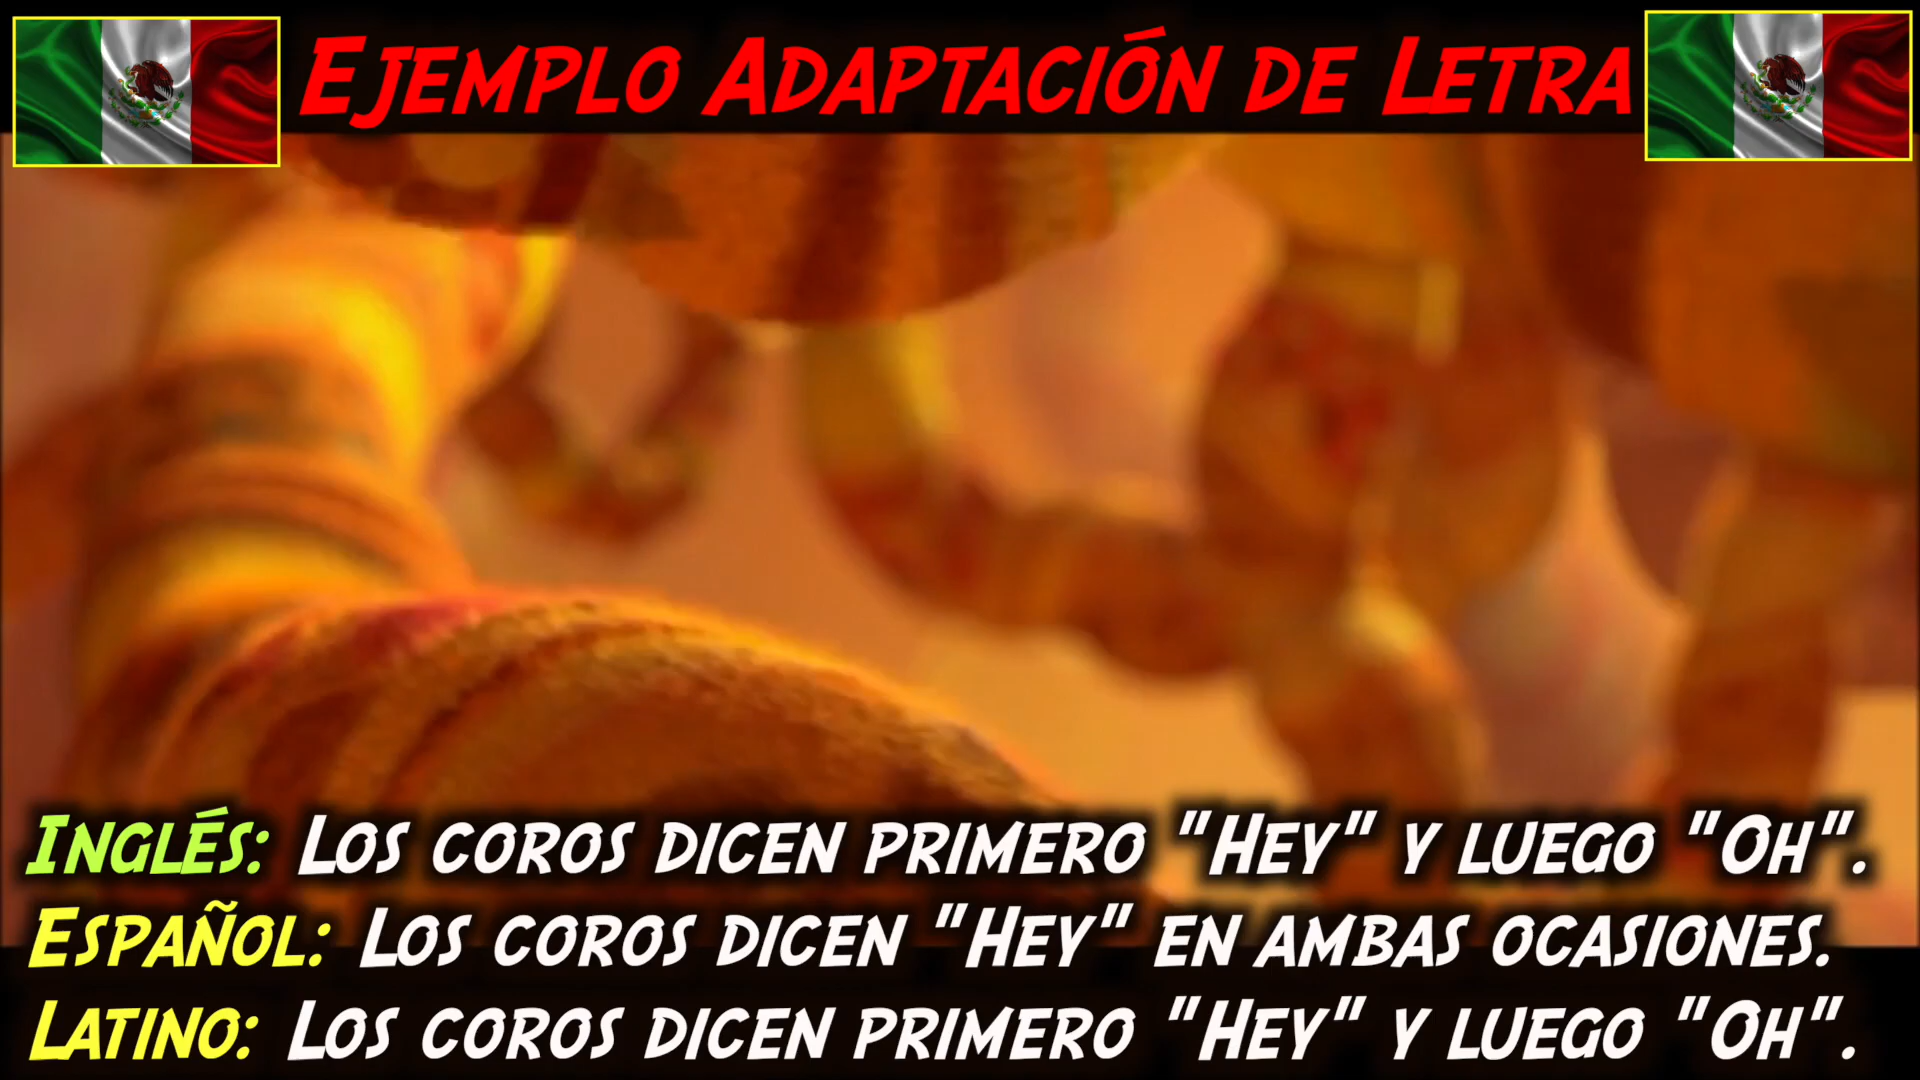 Ejemplo Adaptación de Letra
Inglés: Los coros dicen primero "Hey" y luego "Oh".
Español: Los coros dicen "Hey" en ambas ocasiones.
Latino: Los coros dicen primero "Hey" y luego "Oh".